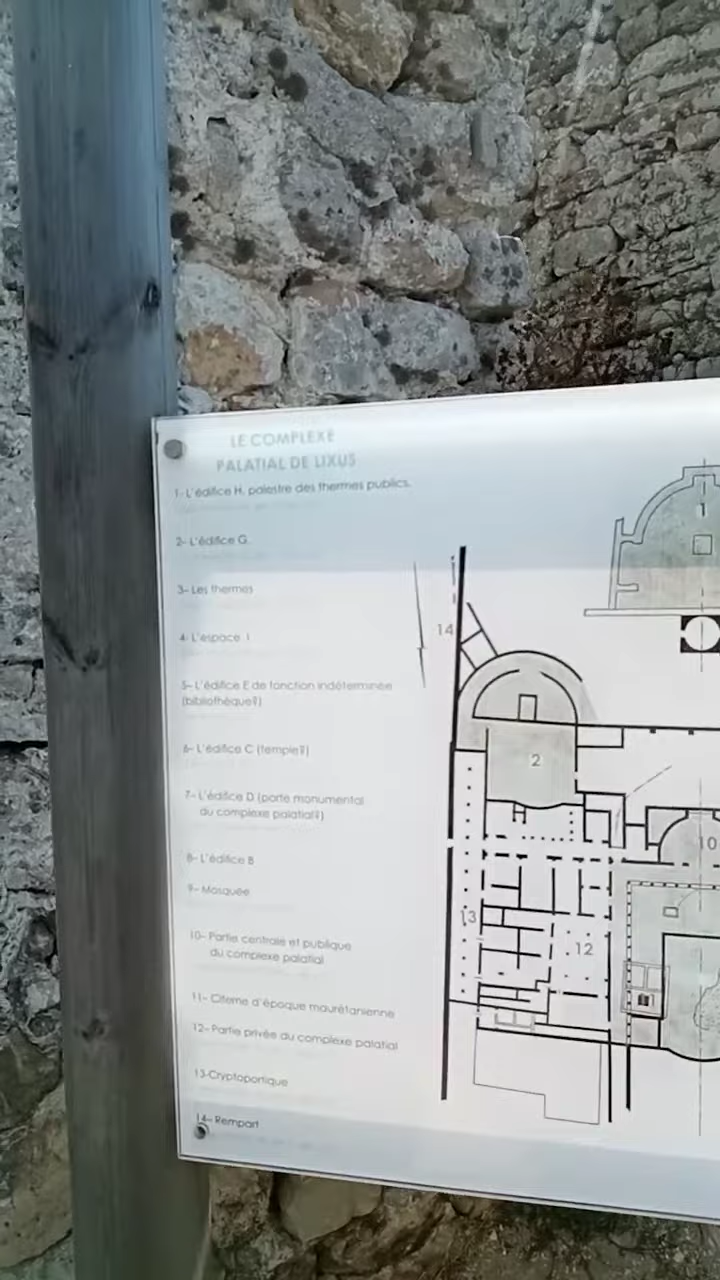 LE COMPLEXE
PALATIAL DE LIXUS
1- L'édifice H, palestre des thermes publics.
2- L'édifice G
3- Les thermes
4- L'espace I
5- L'édifice E de fonction indéterminée
(bibliothèque?)
6- L'édifice C (temple?)
7- L'édifice D (porte monumental
du complexe palatial?)
8- L'édifice B
9- Mosquée
10- Partie centrale et publique
du complexe palatial
11- Citerne d'époque maurétanienne
12- Partie privée du complexe palatial
13-Cryptoportique
14- Rempart
1
14
2
10
13
12